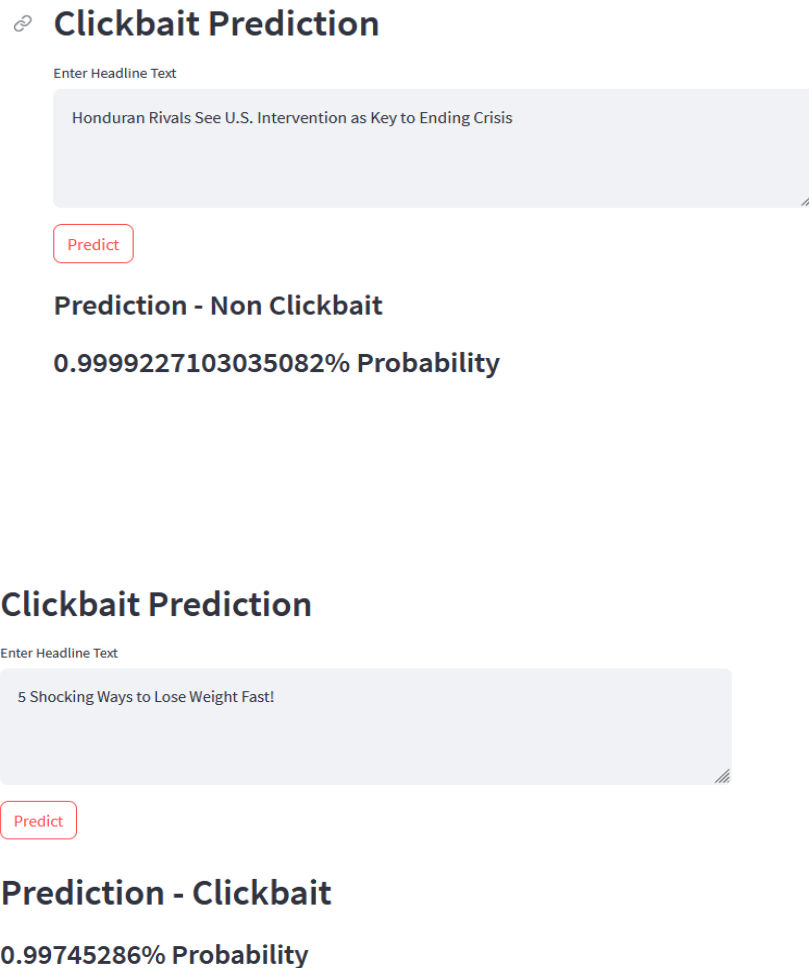 Clickbait Prediction
Enter Headline Text
Honduran Rivals See U.S. Intervention as Key to Ending Crisis
Predict
Prediction - Non Clickbait
0.9999227103035082% Probability
Clickbait Prediction
Enter Headline Text
5 Shocking Ways to Lose Weight Fast!
Predict
Prediction - Clickbait
0.99745286% Probability